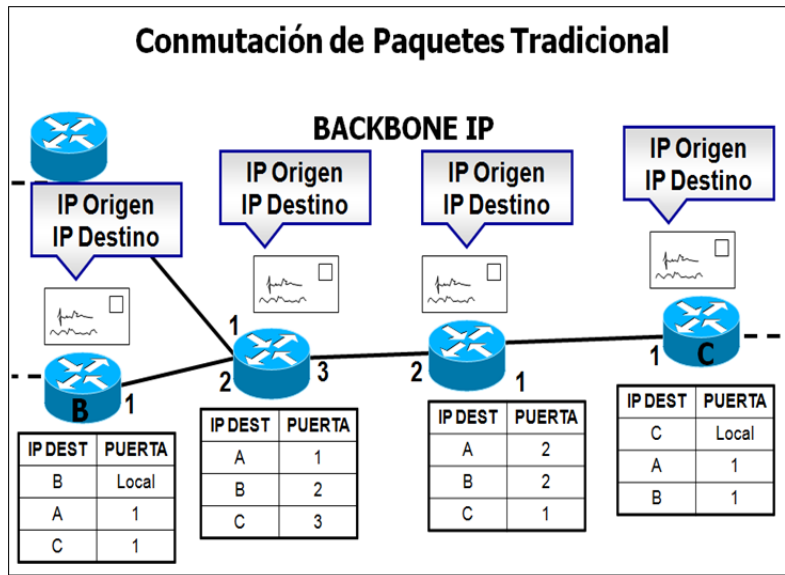 Conmutación de Paquetes Tradicional
BACKBONE IP
IP Origen
IP Destino
IP Origen
IP Destino
IP Origen
IP Destino
IP Origen
IP Destino
B
1
1
2
3
2
1
1
C
IP DEST PUERTA
B Local
A 1
C 1
IP DEST PUERTA
A 1
B 2
C 3
IP DEST PUERTA
A 2
B 2
C 1
IP DEST PUERTA
C Local
A 1
B 1